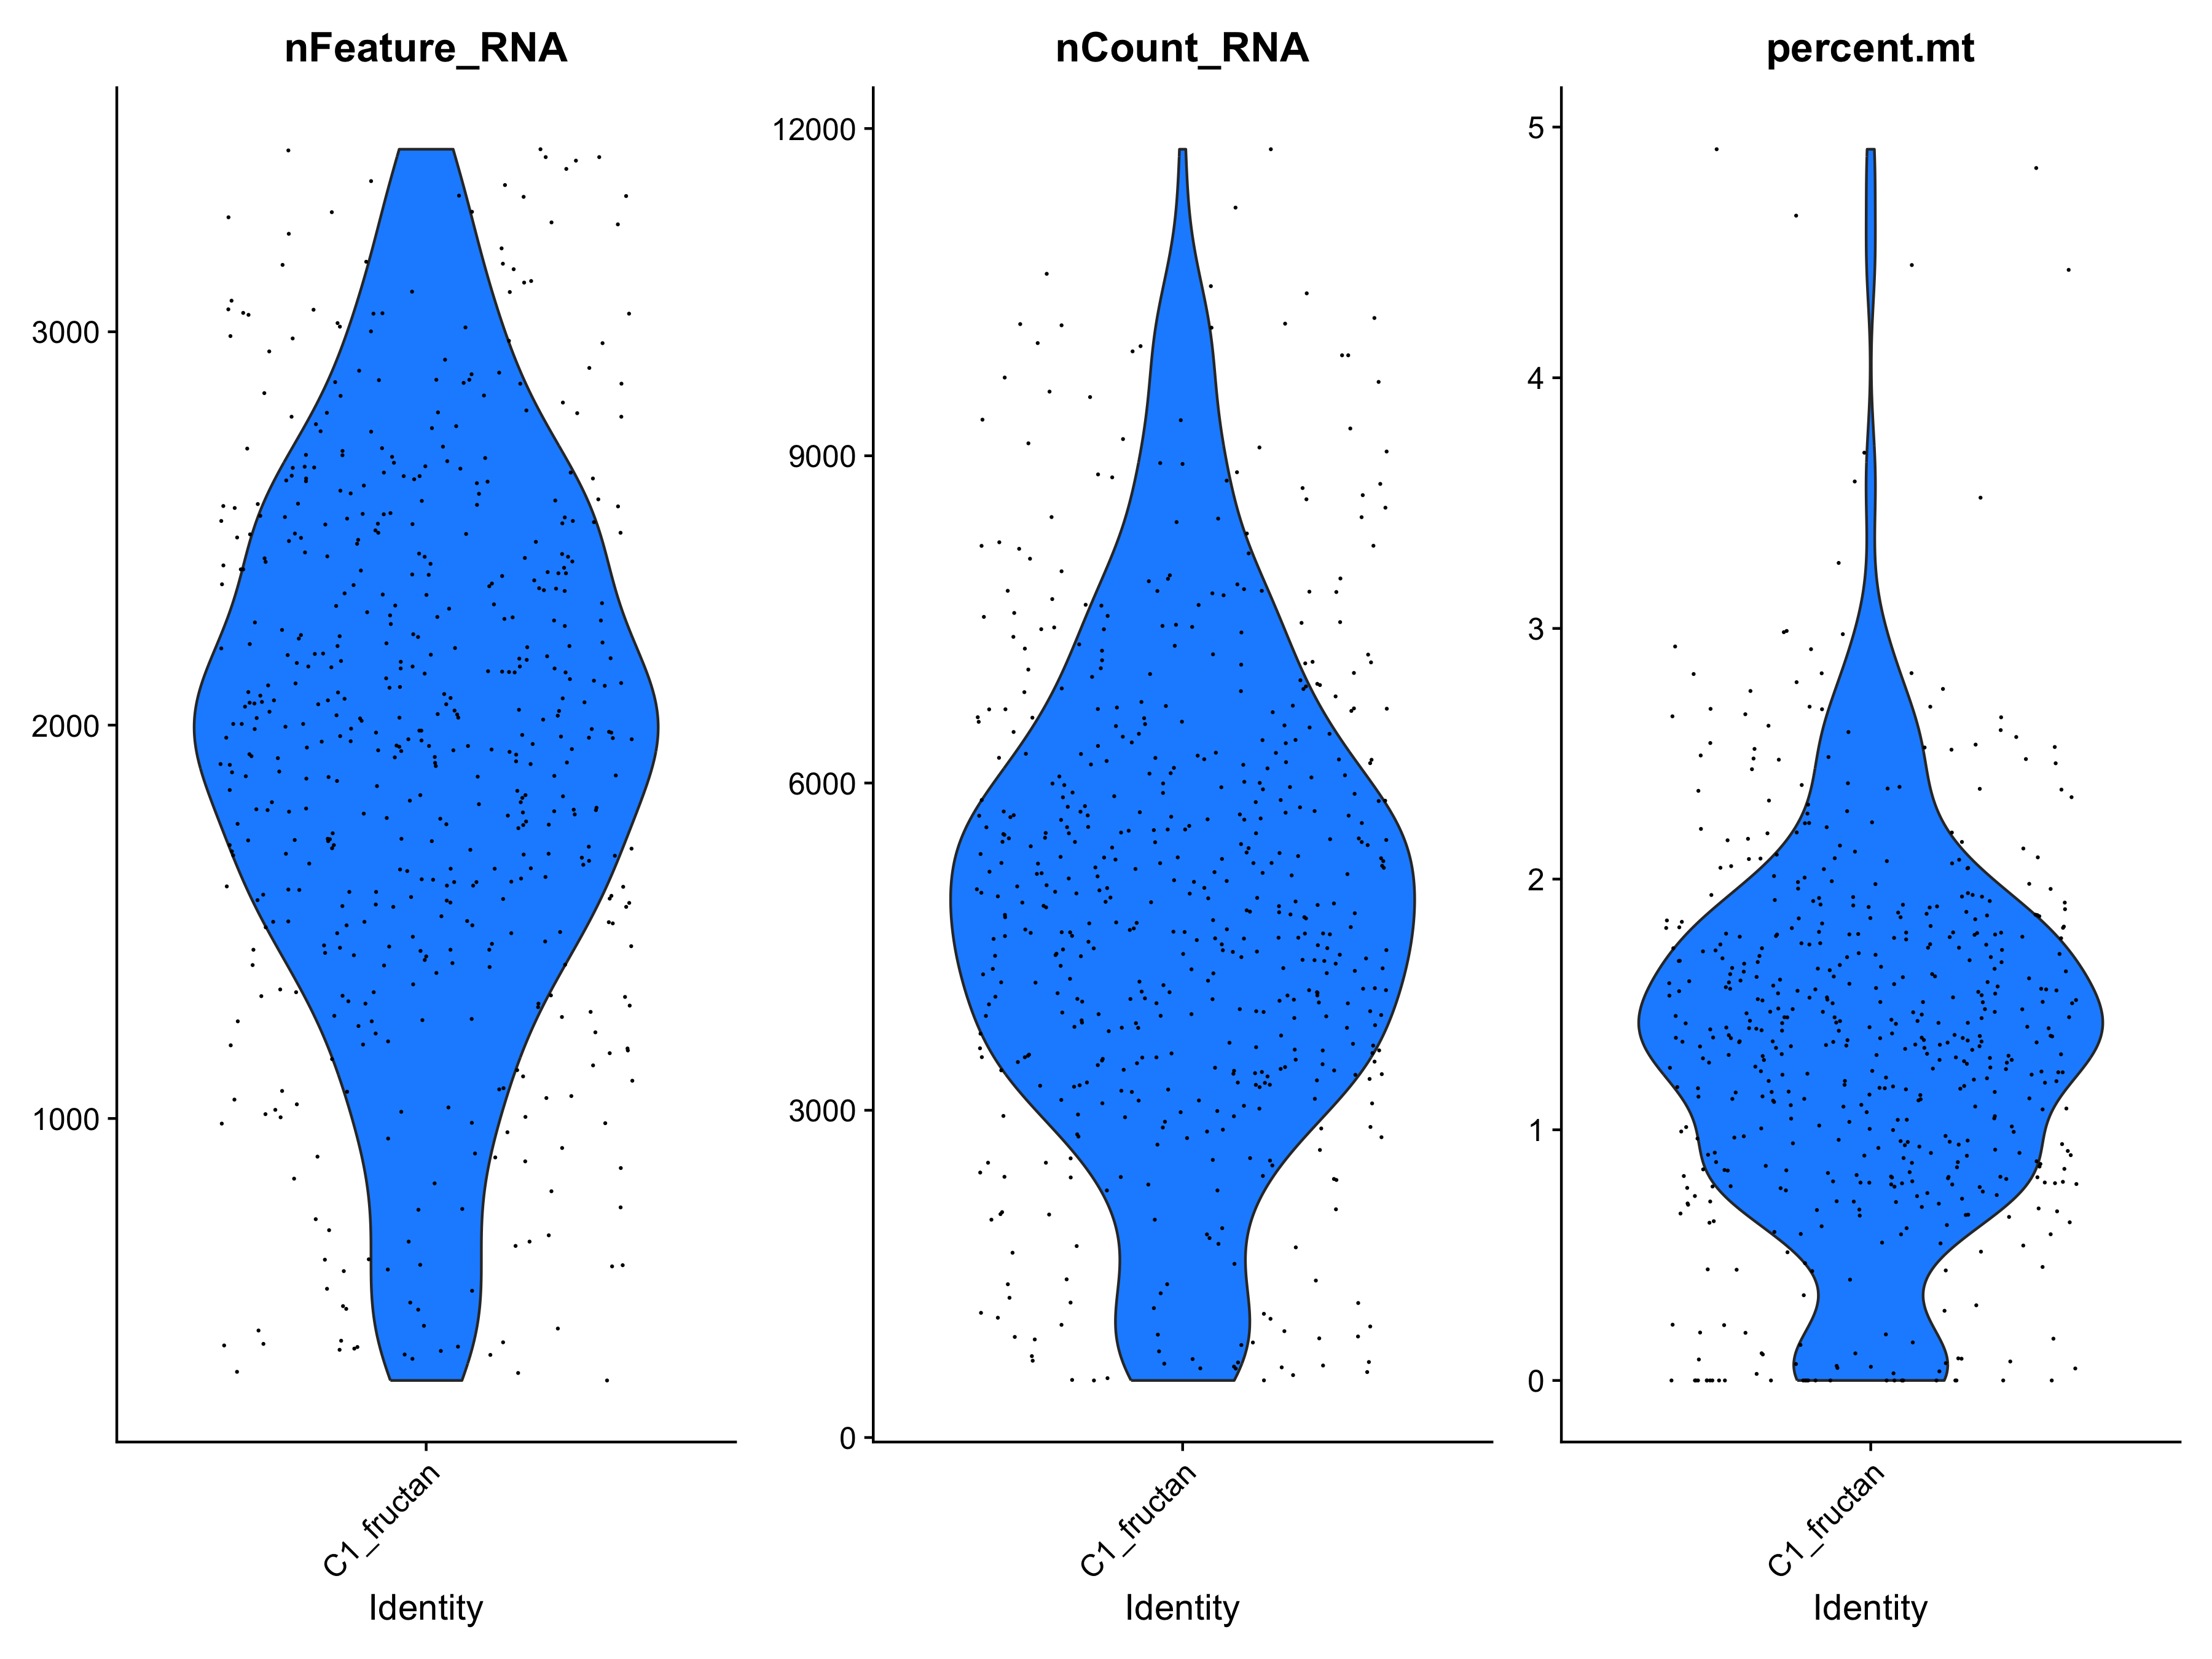 nFeature_RNA
3000
2000
1000
C1_fructan
Identity
nCount_RNA
12000
9000
6000
3000
0
C1_fructan
Identity
percent.mt
5
4
3
2
1
0
C1_fructan
Identity